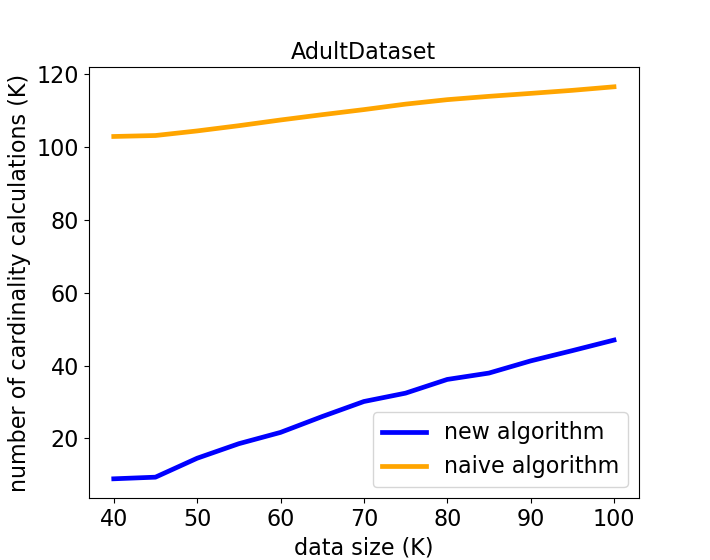 AdultDataset
number of cardinality calculations (K)
120
100
80
60
40
20
new algorithm
naive algorithm
40 50 60 70 80 90 100
data size (K)